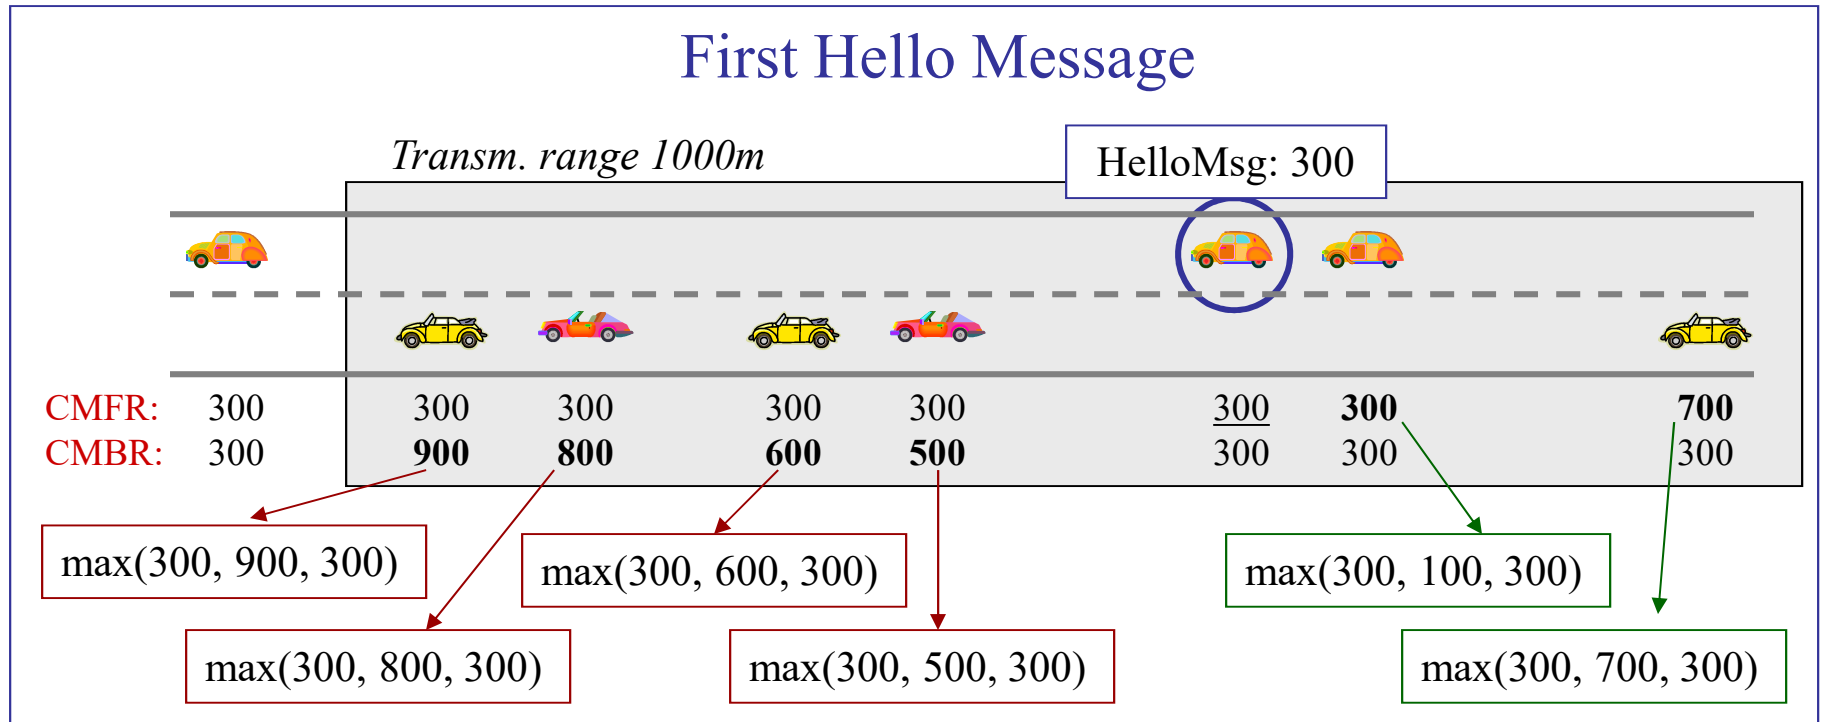 First Hello Message
Transm. range 1000m
HelloMsg: 300
CMFR: 300 300 300 300 300 300 300 700
CMBR: 300 900 800 600 500 300 300 300
max(300, 900, 300)
max(300, 600, 300)
max(300, 100, 300)
max(300, 800, 300)
max(300, 500, 300)
max(300, 700, 300)